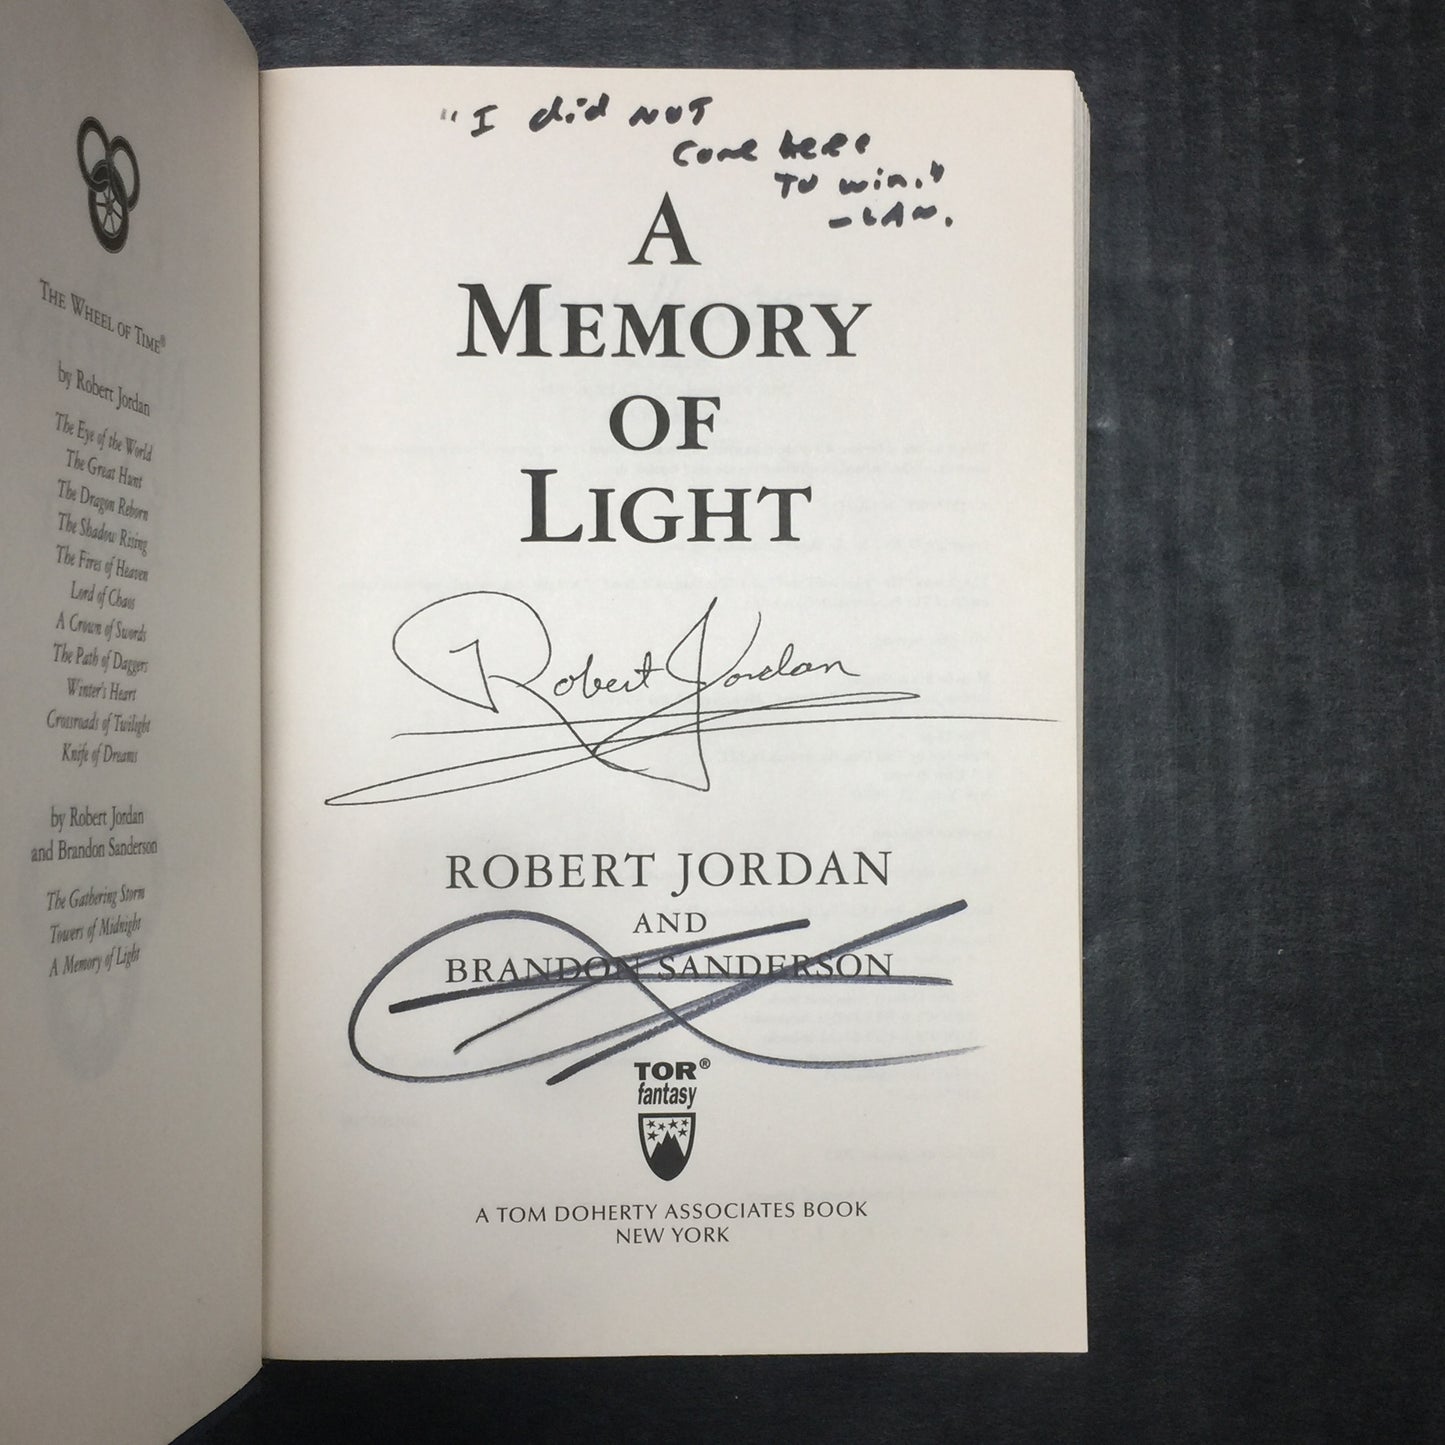 THE WHEEL OF TIME®
by Robert Jordan
The Eye of the World
The Great Hunt
The Dragon Reborn
The Shadow Rising
The Fires of Heaven
Lord of Chaos
A Crown of Swords
The Path of Daggers
Winter's Heart
Crossroads of Twilight
Knife of Dreams
by Robert Jordan
and Brandon Sanderson
The Gathering Storm
Towers of Midnight
A Memory of Light
"I did NOT
come here
To win."
-LAN.
A
MEMORY
OF
LIGHT
Robert Jordan
ROBERT JORDAN
AND
BRANDON SANDERSON
TOR®
fantasy
A TOM DOHERTY ASSOCIATES BOOK
NEW YORK